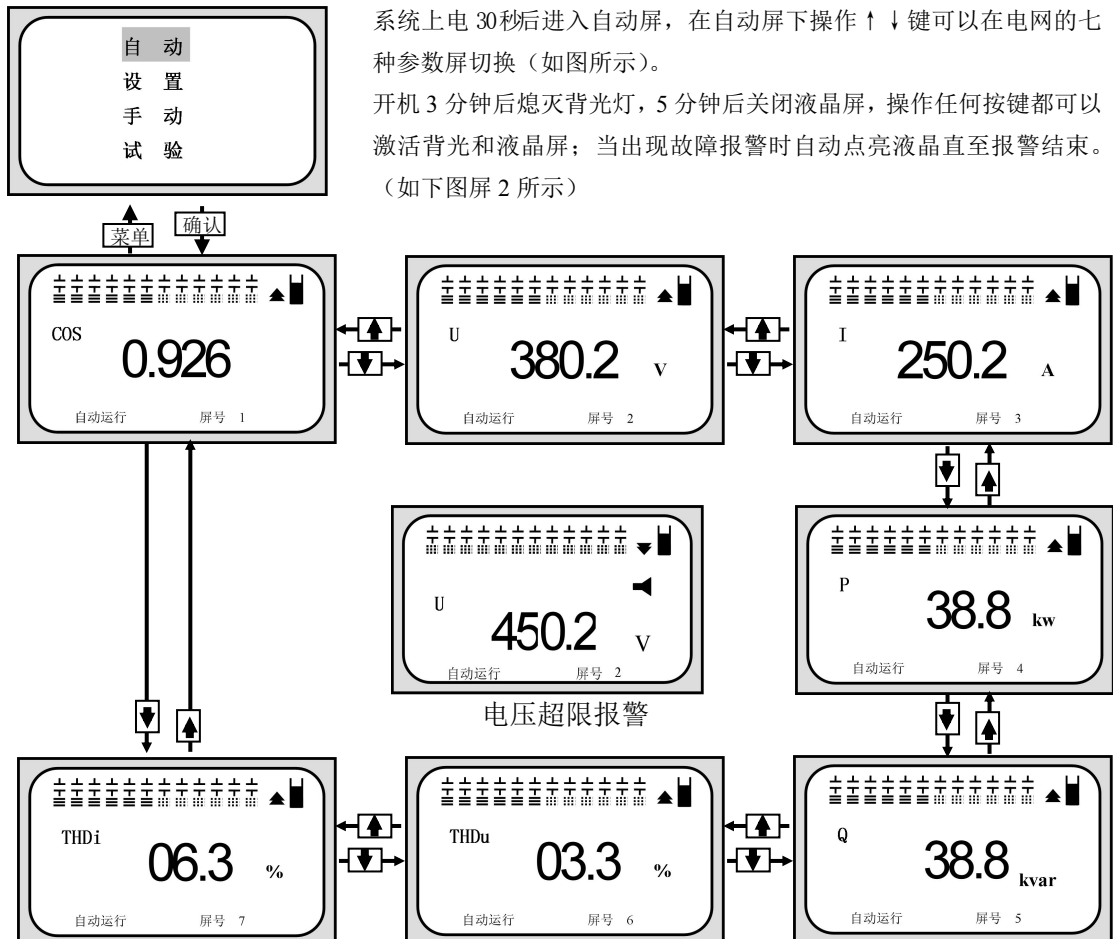 自 动
设 置
手 动
试 验
系统上电 30秒后进入自动屏，在自动屏下操作↑↓键可以在电网的七
种参数屏切换（如图所示）。
开机 3 分钟后熄灭背光灯，5 分钟后关闭液晶屏，操作任何按键都可以
激活背光和液晶屏；当出现故障报警时自动点亮液晶直至报警结束。
（如下图屏 2 所示）
菜单
确认
COS
0.926
自动运行 屏号 1
U
380.2 V
自动运行 屏号 2
I
250.2 A
自动运行 屏号 3
U
450.2 V
自动运行 屏号 2
电压超限报警
P
38.8 kw
自动运行 屏号 4
THDi
06.3 %
自动运行 屏号 7
THDu
03.3 %
自动运行 屏号 6
Q
38.8 kvar
自动运行 屏号 5